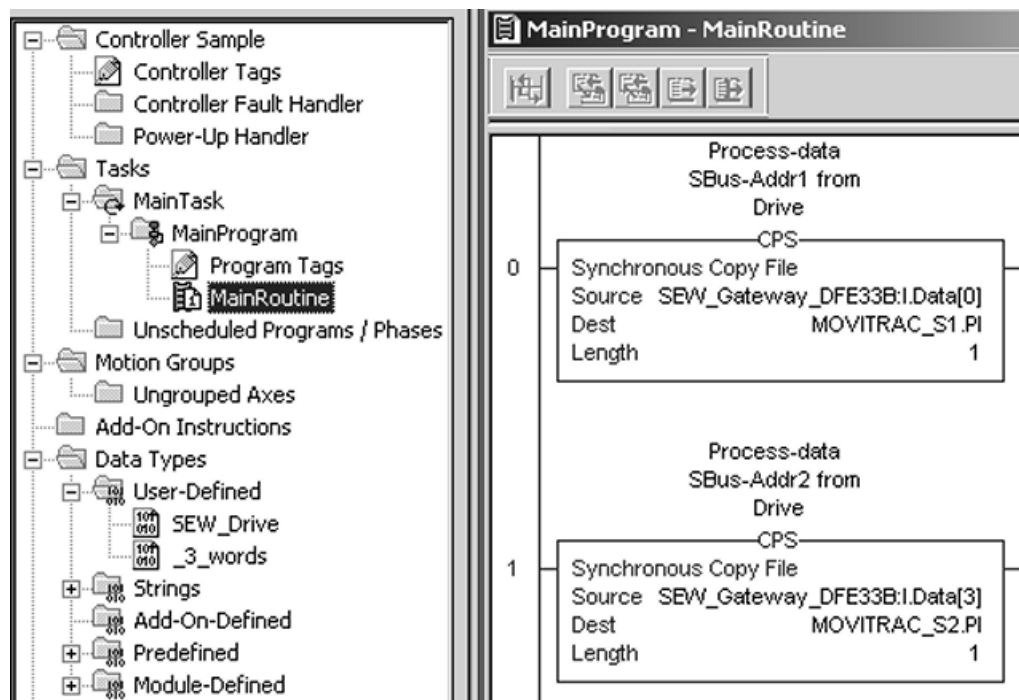 Controller Sample
Controller Tags
Controller Fault Handler
Power-Up Handler
Tasks
MainTask
MainProgram
Program Tags
MainRoutine
Unscheduled Programs / Phases
Motion Groups
Ungrouped Axes
Add-On Instructions
Data Types
User-Defined
SEW_Drive
_3_words
Strings
Add-On-Defined
Predefined
Module-Defined
MainProgram - MainRoutine
Process-data
SBus-Addr1 from
Drive
CPS
0
Synchronous Copy File
Source SEW_Gateway_DFE33B:I.Data[0]
Dest MOVITRAC_S1.PI
Length 1
Process-data
SBus-Addr2 from
Drive
CPS
1
Synchronous Copy File
Source SEW_Gateway_DFE33B:I.Data[3]
Dest MOVITRAC_S2.PI
Length 1